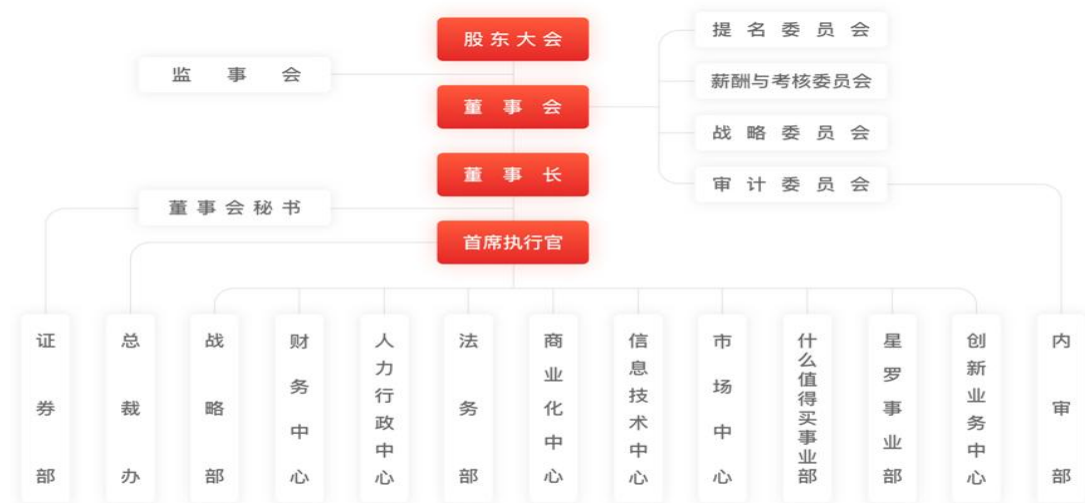 股东大会
提名委员会
监事会
薪酬与考核委员会
董事会
战略委员会
董事长
审计委员会
董事会秘书
首席执行官
证券部
总裁办
战略部
财务中心
人力行政中心
法务部
商业化中心
信息技术中心
市场中心
什么值得买事业部
星罗事业部
创新业务中心
内审部